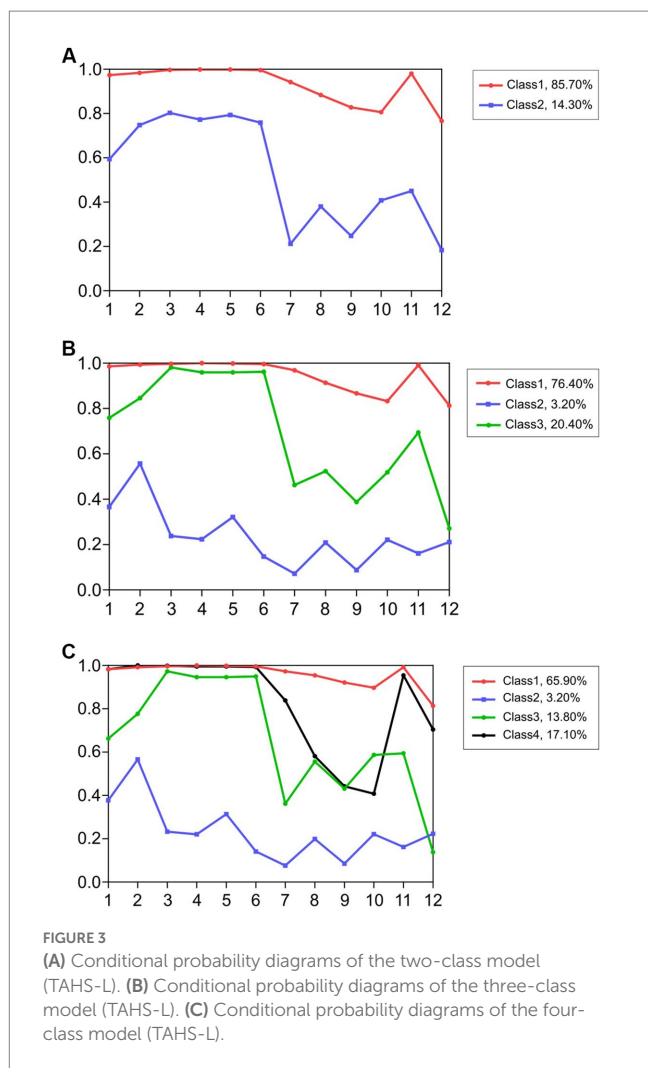 A
1.0
0.8
0.6
0.4
0.2
0.0
1 2 3 4 5 6 7 8 9 10 11 12
Class1, 85.70%
Class2, 14.30%
B
1.0
0.8
0.6
0.4
0.2
0.0
1 2 3 4 5 6 7 8 9 10 11 12
Class1, 76.40%
Class2, 3.20%
Class3, 20.40%
C
1.0
0.8
0.6
0.4
0.2
0.0
1 2 3 4 5 6 7 8 9 10 11 12
Class1, 65.90%
Class2, 3.20%
Class3, 13.80%
Class4, 17.10%
FIGURE 3
(A) Conditional probability diagrams of the two-class model
(TAHS-L). (B) Conditional probability diagrams of the three-class
model (TAHS-L). (C) Conditional probability diagrams of the four-
class model (TAHS-L).